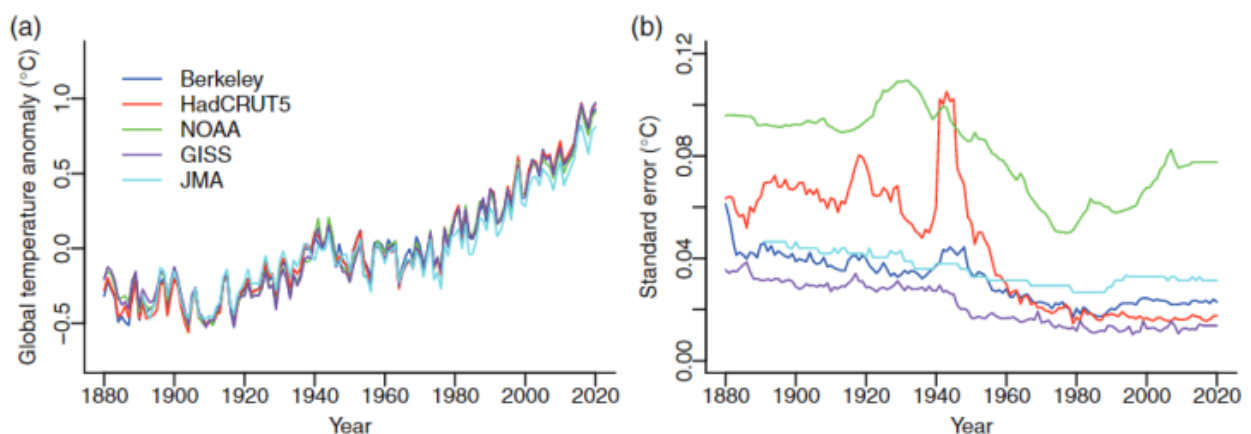 (a)
Global temperature anomaly (°C)
1.0
0.5
0.0
−0.5
Berkeley
HadCRUT5
NOAA
GISS
JMA
1880 1900 1920 1940 1960 1980 2000 2020
Year
(b)
Standard error (°C)
0.12
0.08
0.04
0.00
1880 1900 1920 1940 1960 1980 2000 2020
Year